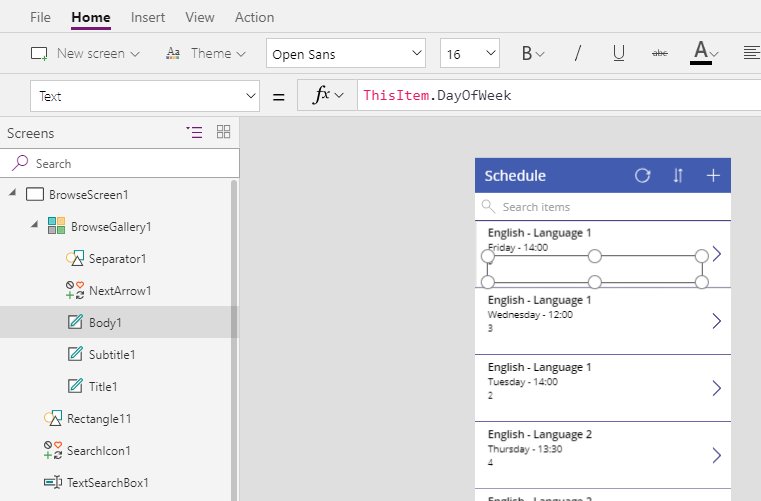 File Home Insert View Action
New screen Aa Theme Open Sans 16 B / U abc A
Text = fx ThisItem.DayOfWeek
Screens
Search
BrowseScreen1
BrowseGallery1
Separator1
NextArrow1
Body1
Subtitle1
Title1
Rectangle11
SearchIcon1
TextSearchBox1
Schedule
Search items
English - Language 1
Friday - 14:00
English - Language 1
Wednesday - 12:00
3
English - Language 1
Tuesday - 14:00
2
English - Language 2
Thursday - 13:30
4